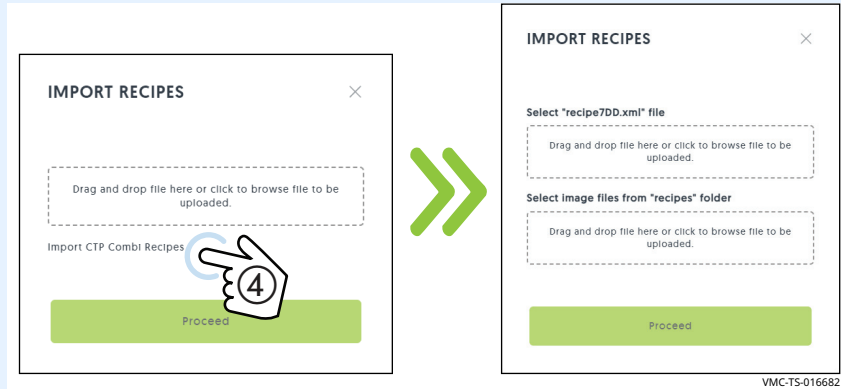 IMPORT RECIPES
Drag and drop file here or click to browse file to be
uploaded.
Import CTP Combi Recipes
4
Proceed
IMPORT RECIPES
Select "recipe7DD.xml" file
Drag and drop file here or click to browse file to be
uploaded.
Select image files from "recipes" folder
Drag and drop file here or click to browse file to be
uploaded.
Proceed
VMC-TS-016682